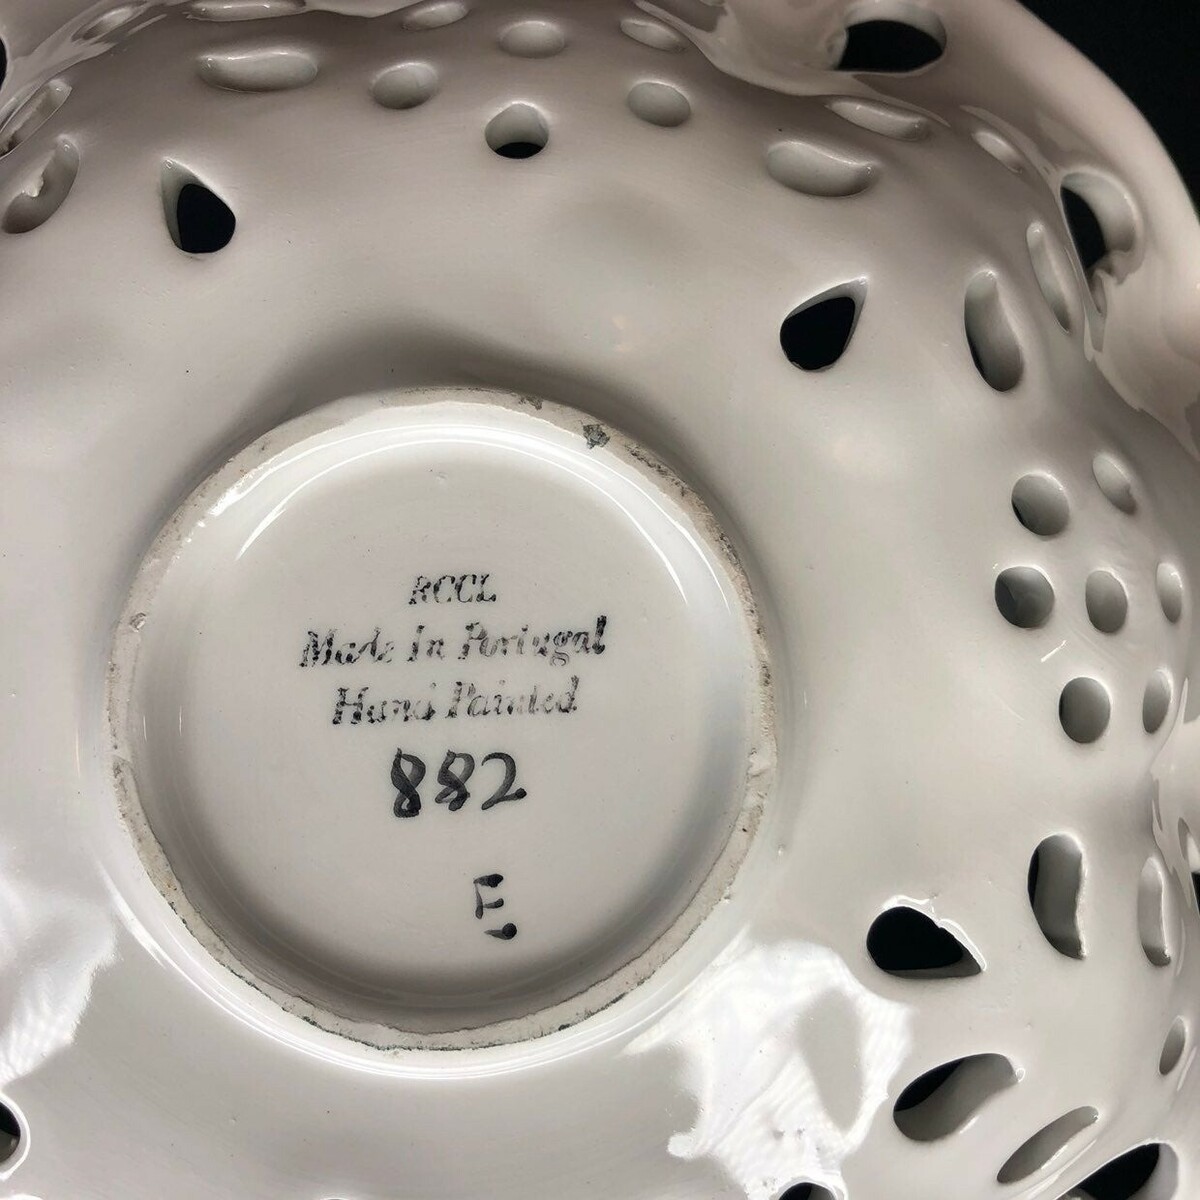 RCCL
Made In Portugal
Hand Painted
882
E.